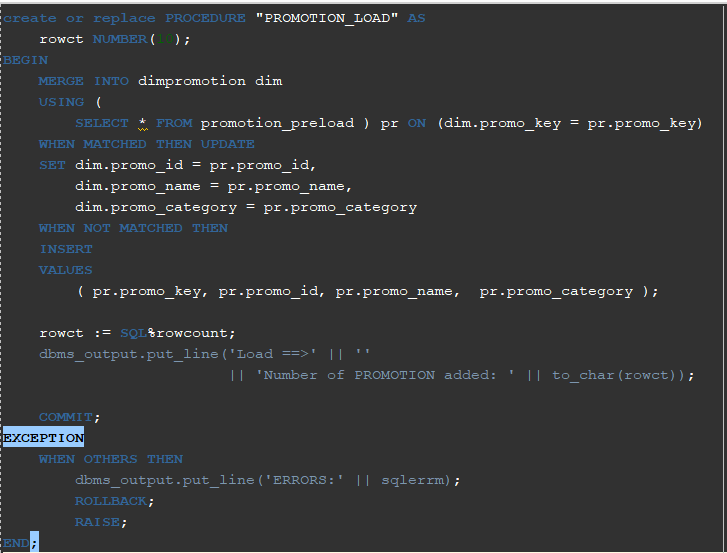 create or replace PROCEDURE "PROMOTION_LOAD" AS
    rowct NUMBER(10);
BEGIN
    MERGE INTO dimpromotion dim
    USING (
        SELECT * FROM promotion_preload ) pr ON (dim.promo_key = pr.promo_key)
    WHEN MATCHED THEN UPDATE
    SET dim.promo_id = pr.promo_id,
        dim.promo_name = pr.promo_name,
        dim.promo_category = pr.promo_category
    WHEN NOT MATCHED THEN
    INSERT
    VALUES
        ( pr.promo_key, pr.promo_id, pr.promo_name,  pr.promo_category );
    rowct := SQL%rowcount;
    dbms_output.put_line('Load ==>' || ''
                         || 'Number of PROMOTION added: ' || to_char(rowct));
    COMMIT;
EXCEPTION
    WHEN OTHERS THEN
        dbms_output.put_line('ERRORS:' || sqlerrm);
        ROLLBACK;
        RAISE;
END;